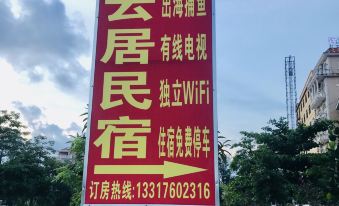 云居民宿
出海捕鱼
有线电视
独立WiFi
住宿免费停车
订房热线:13317602316